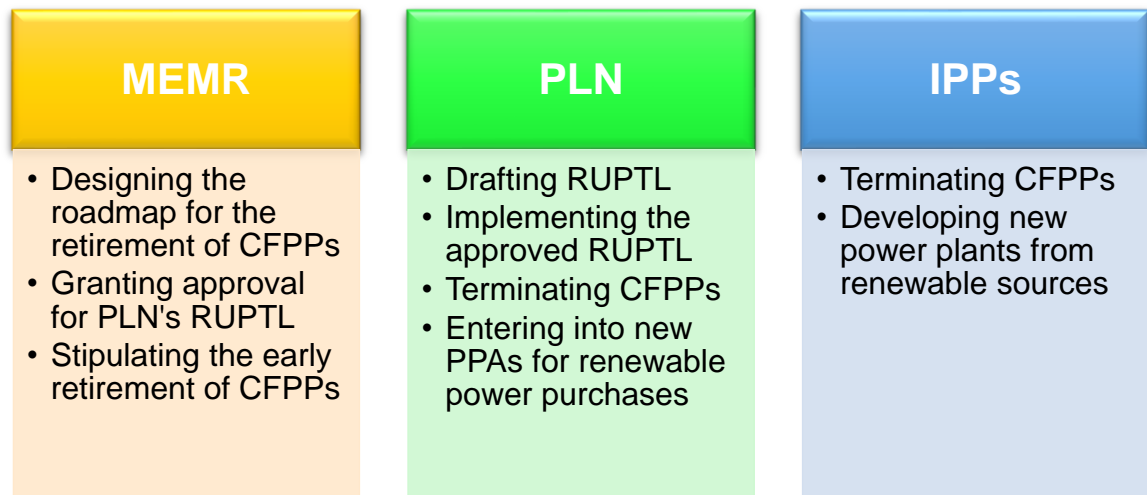 MEMR
• Designing the
roadmap for the
retirement of CFPPs
• Granting approval
for PLN's RUPTL
• Stipulating the early
retirement of CFPPs
PLN
• Drafting RUPTL
• Implementing the
approved RUPTL
• Terminating CFPPs
• Entering into new
PPAs for renewable
power purchases
IPPs
• Terminating CFPPs
• Developing new
power plants from
renewable sources